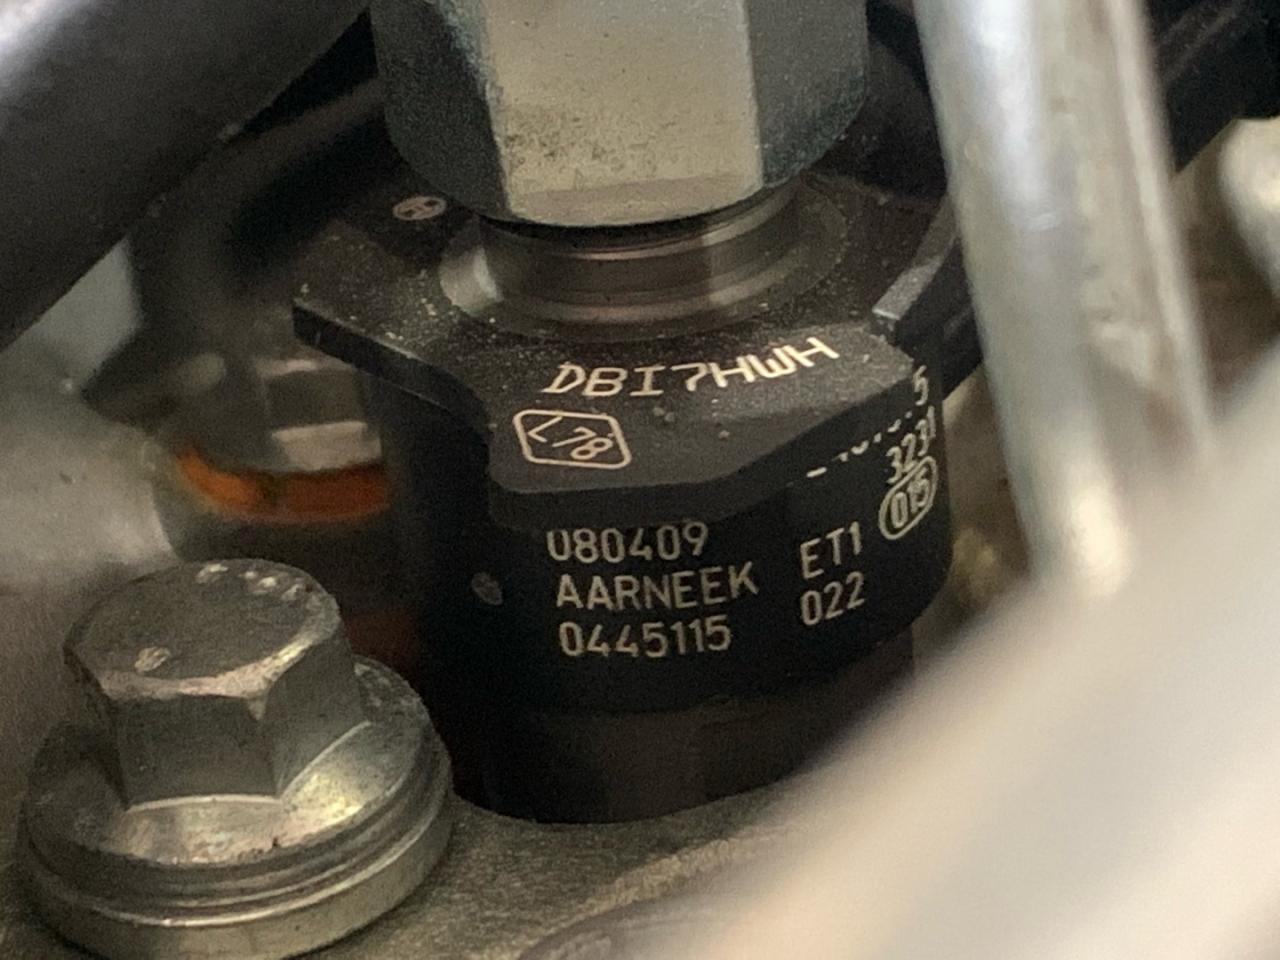 DBI7HWH
L78
080409
AARNEEK
0445115
ET1
022
3231
015